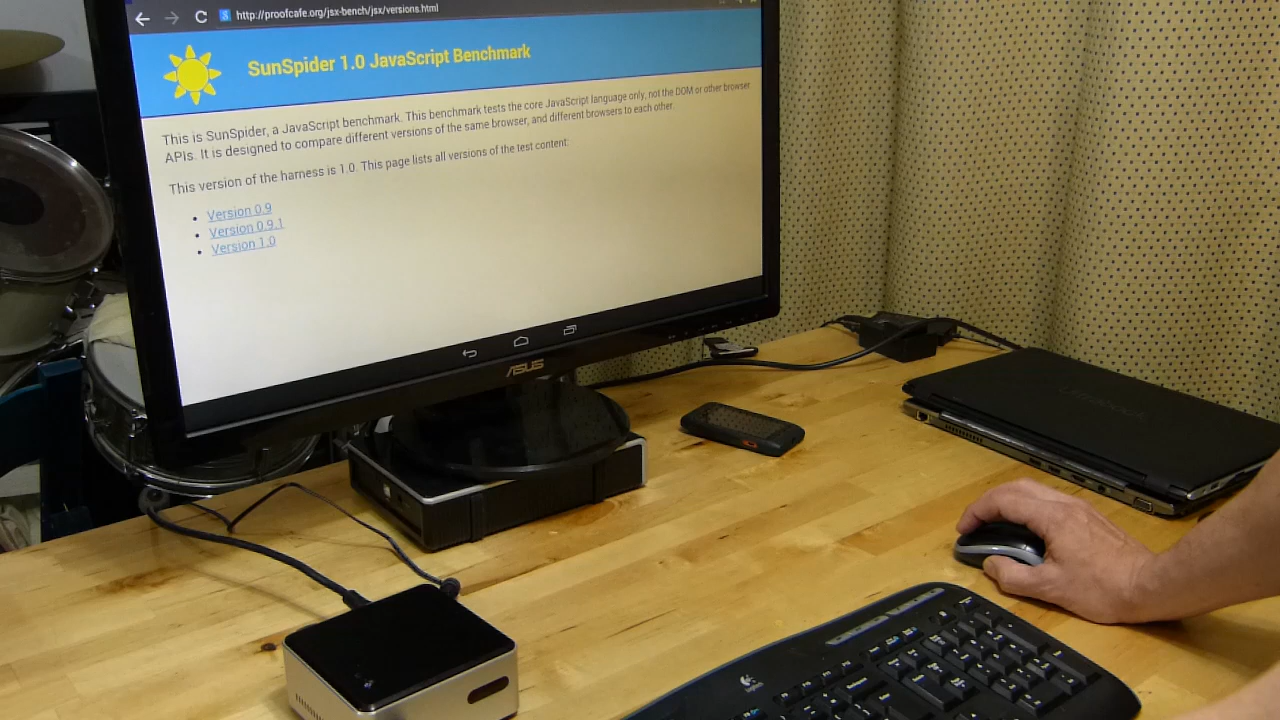 http://proofcafe.org/jsx-bench/jsx/versions.html
SunSpider 1.0 JavaScript Benchmark
This is SunSpider, a JavaScript benchmark. This benchmark tests the core JavaScript language only, not the DOM or other browser
APIs. It is designed to compare different versions of the same browser, and different browsers to each other.
This version of the harness is 1.0. This page lists all versions of the test content:
• Version 0.9
• Version 0.9.1
• Version 1.0
ASUS
Ultrabook
Logitech